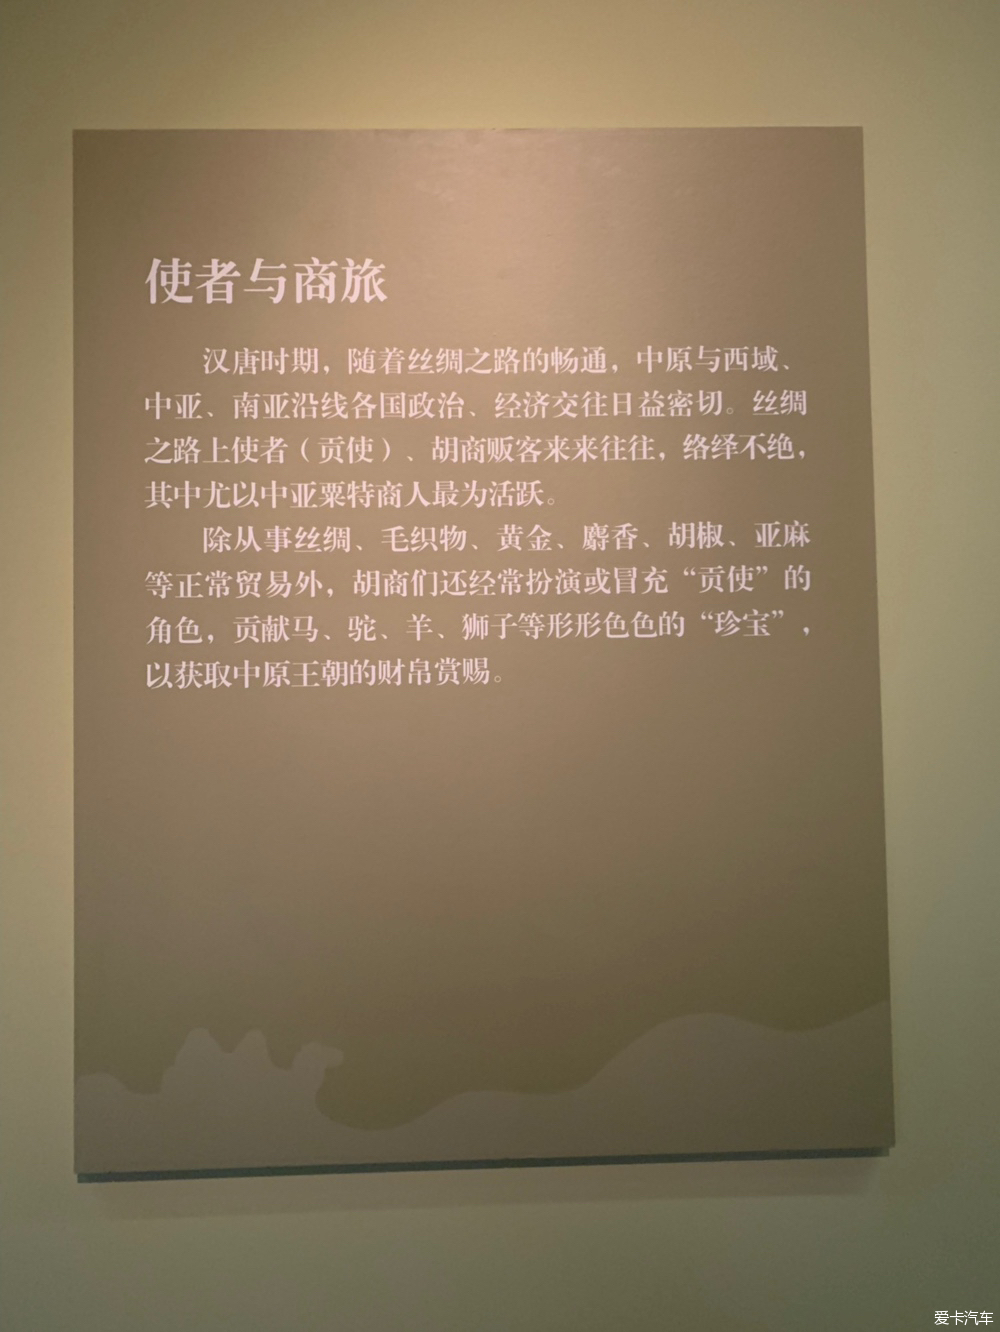 使者与商旅
汉唐时期，随着丝绸之路的畅通，中原与西域、
中亚、南亚沿线各国政治、经济交往日益密切。丝绸
之路上使者（贡使）、胡商贩客来来往往，络绎不绝，
其中尤以中亚粟特商人最为活跃。
除从事丝绸、毛织物、黄金、麝香、胡椒、亚麻
等正常贸易外，胡商们还经常扮演或冒充“贡使”的
角色，贡献马、驼、羊、狮子等形形色色的“珍宝”，
以获取中原王朝的财帛赏赐。
爱卡汽车